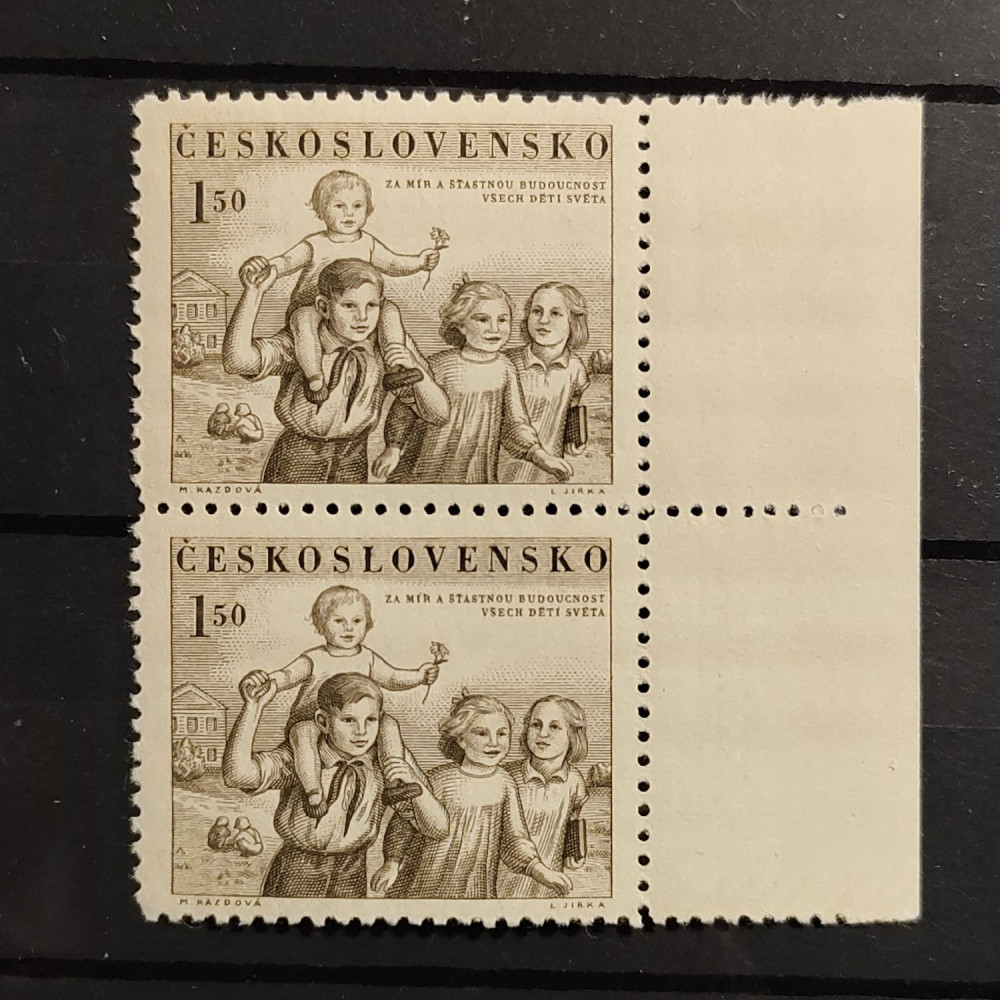 ČESKOSLOVENSKO
1 50
ZA MÍR A ŠŤASTNOU BUDOUCNOST
VŠECH DĚTÍ SVĚTA
M. KAZDOVÁ
L. JIRKA
ČESKOSLOVENSKO
1 50
ZA MÍR A ŠŤASTNOU BUDOUCNOST
VŠECH DĚTÍ SVĚTA
M. KAZDOVÁ
L. JIRKA